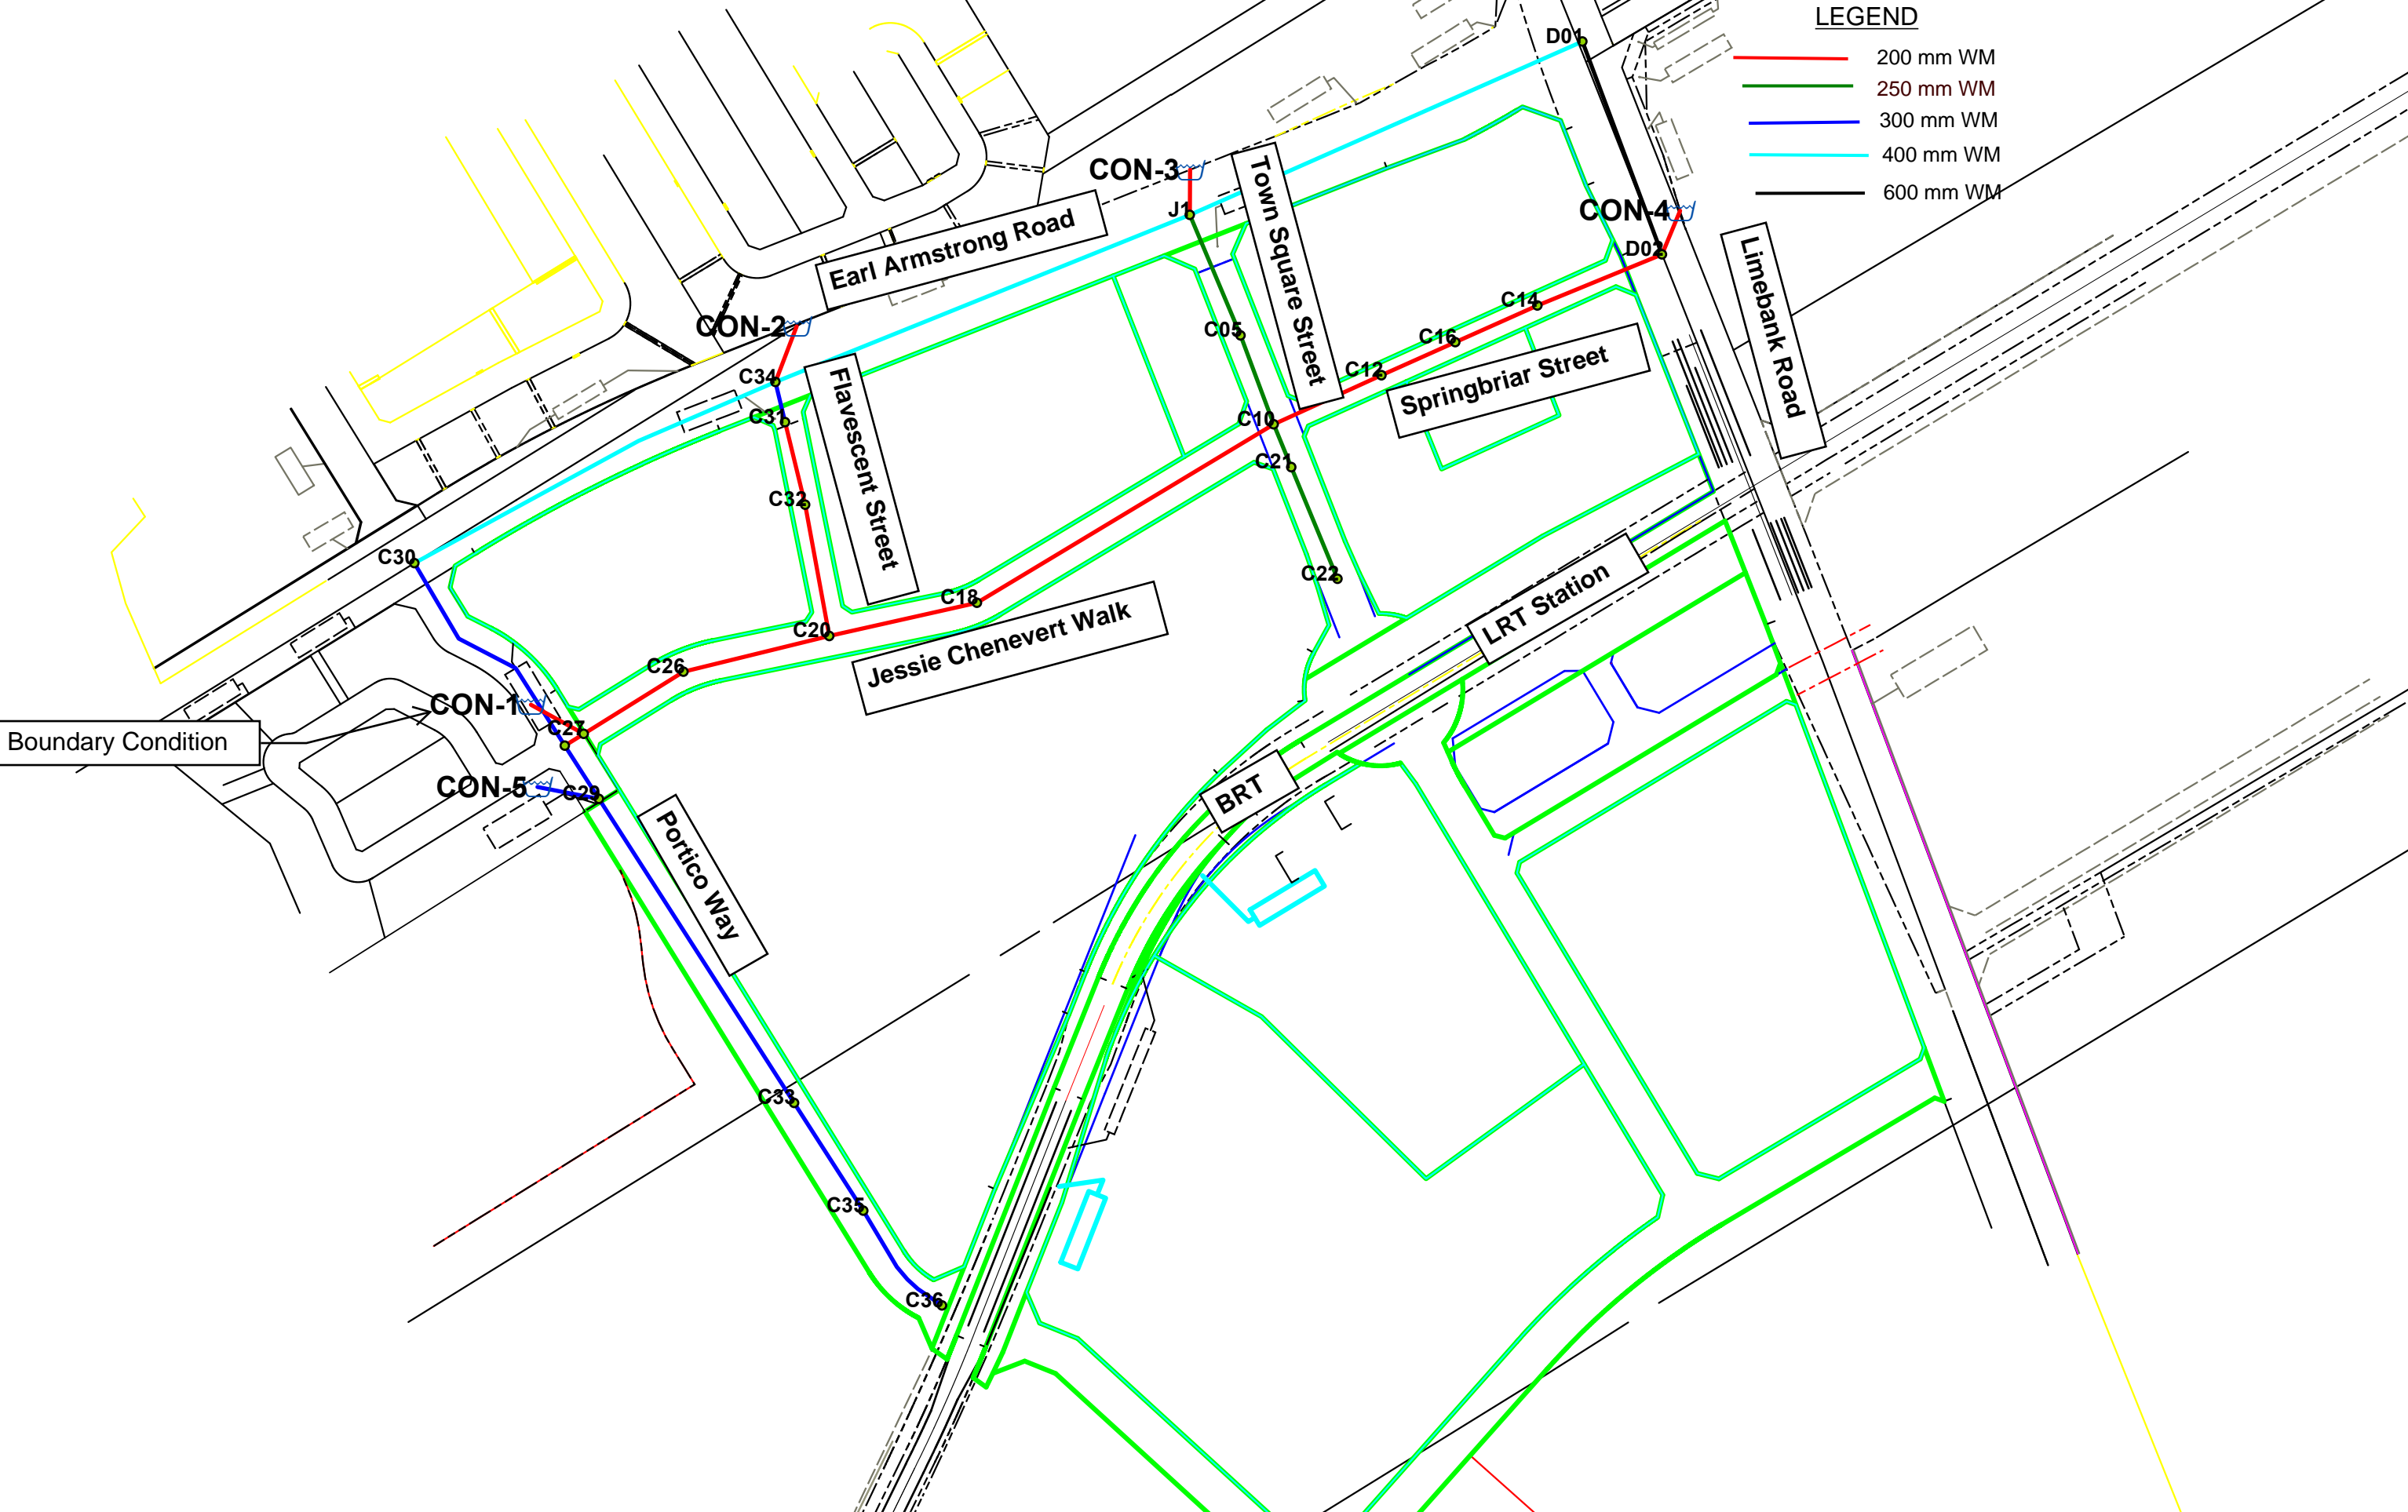 LEGEND
200 mm WM
250 mm WM
300 mm WM
400 mm WM
600 mm WM
D01
CON-3
J1
Town Square Street
CON-4
D02
Limebank Road
Earl Armstrong Road
CON-2
C34
C31
Flavescent Street
C05
C14
C16
C12
Springbriar Street
C10
C21
C32
C30
C22
C18
C20
C26
Jessie Chenevert Walk
LRT Station
CON-1
C27
Boundary Condition
CON-5
C29
BRT
Portico Way
C33
C35
C36